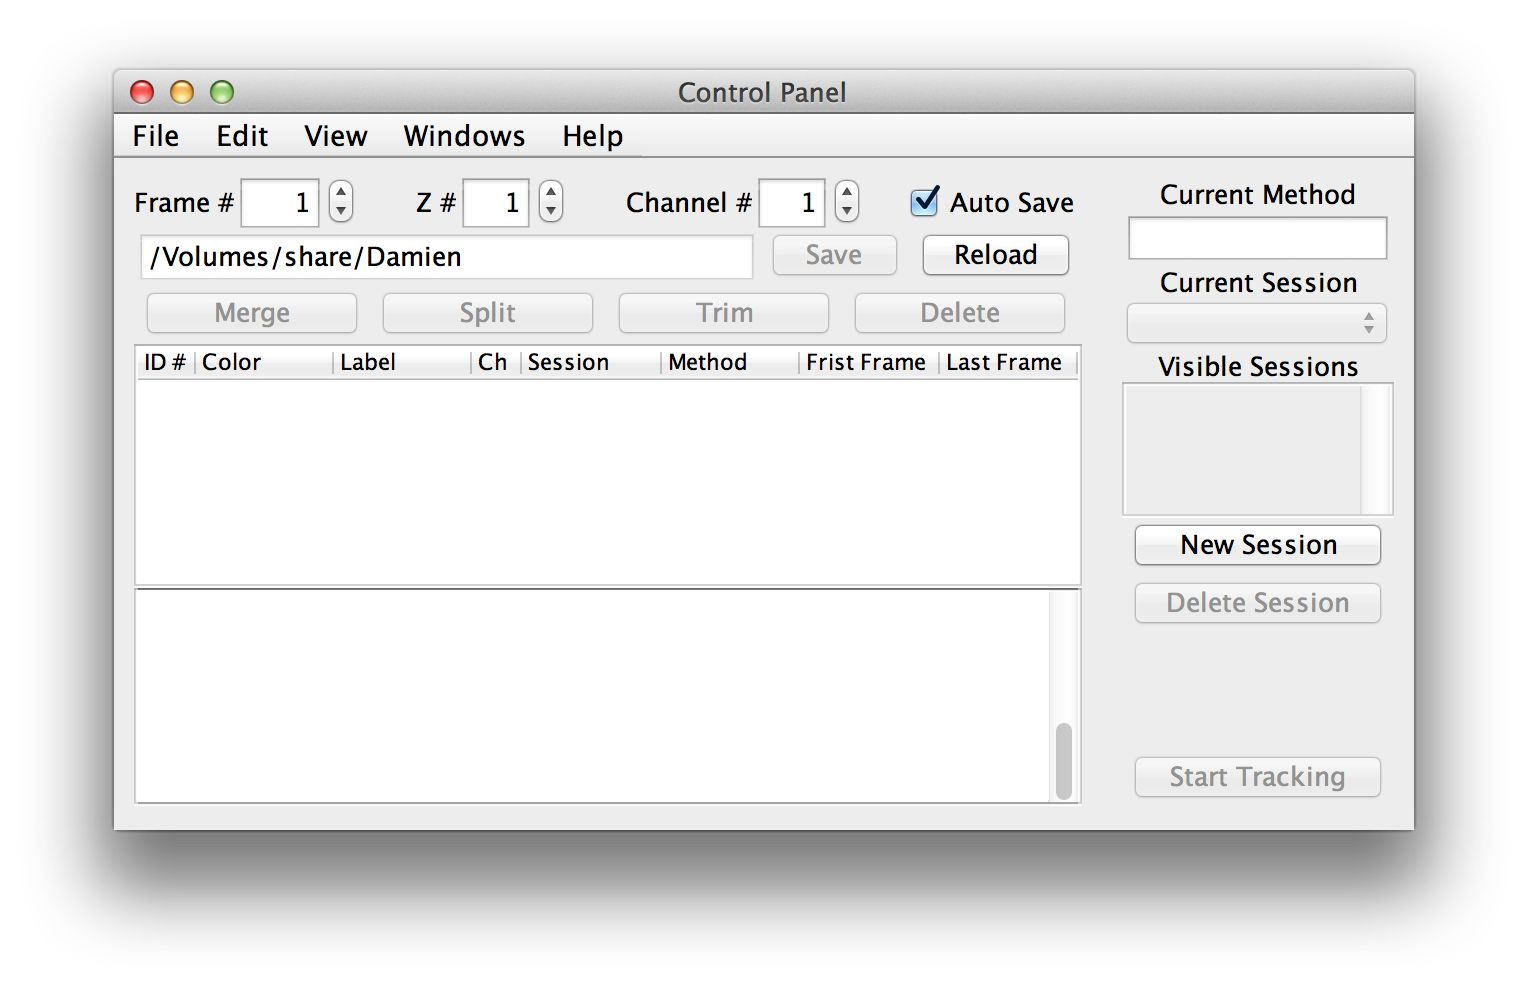 Control Panel
File Edit View Windows Help
Frame # 1 Z # 1 Channel # 1 Auto Save
/Volumes/share/Damien Save Reload
Merge Split Trim Delete
ID # Color Label Ch Session Method Frist Frame Last Frame
Current Method
Current Session
Visible Sessions
New Session
Delete Session
Start Tracking